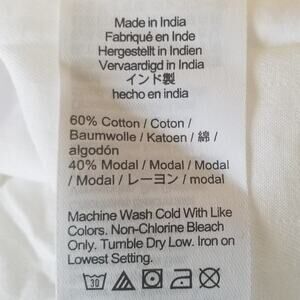 Made in India
Fabriqué en Inde
Hergestellt in Indien
Vervaardigd in India
インド製
hecho en india
60% Cotton / Coton /
Baumwolle / Katoen / 綿 /
algodón
40% Modal / Modal / Modal
/ Modal / レーヨン / modal
Machine Wash Cold With Like
Colors. Non-Chlorine Bleach
Only. Tumble Dry Low. Iron on
Lowest Setting.
30